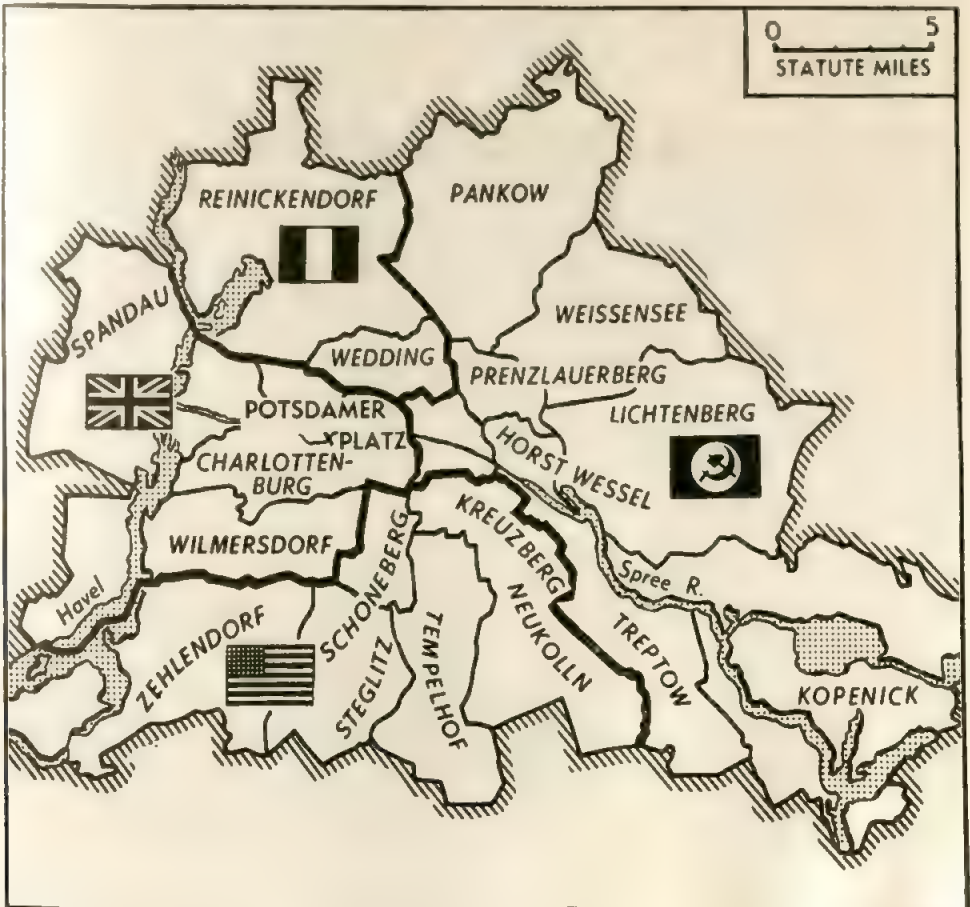 0 5
STATUTE MILES
REINICKENDORF
PANKOW
SPANDAU
WEISSENSEE
WEDDING
PRENZLAUERBERG
POTSDAMER
PLATZ
LICHTENBERG
CHARLOTTEN-
BURG
HORST WESSEL
WILMERSDORF
KREUZBERG
SCHONEBERG
Havel
Spree R.
ZEHLENDORF
STEGLITZ
TEMPELHOF
NEUKOLLN
TREPTOW
KOPENICK